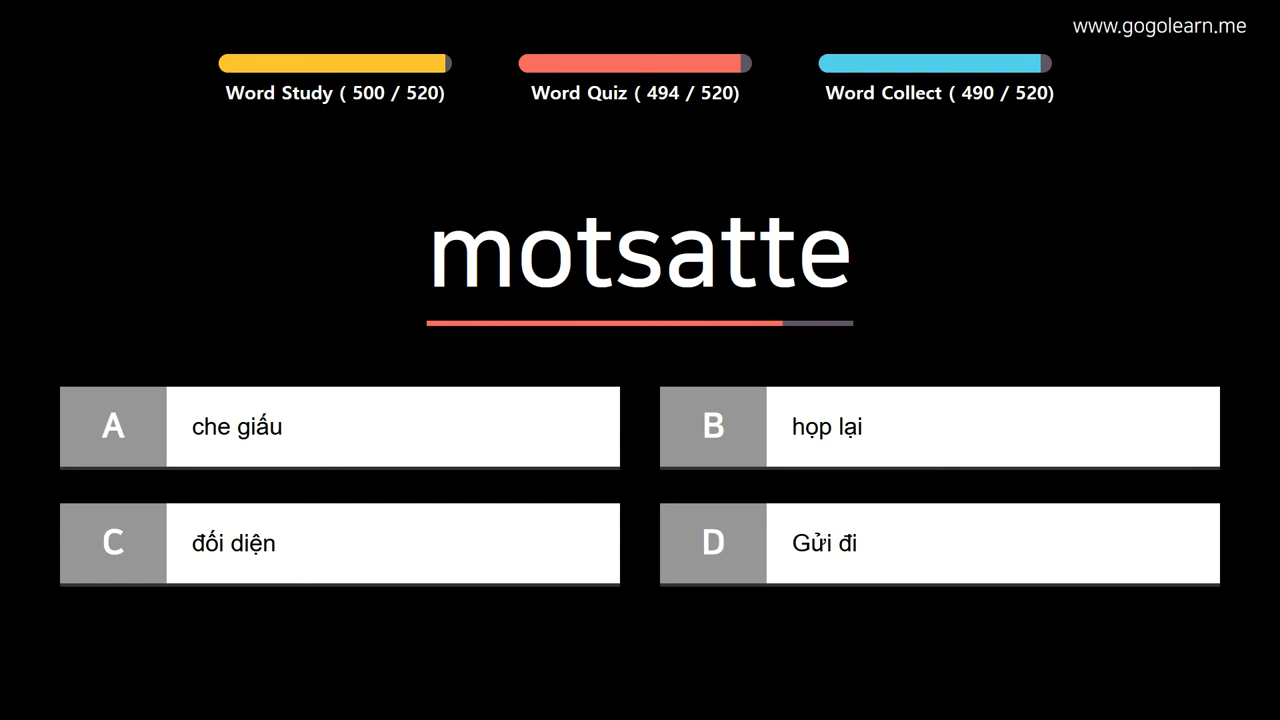 www.gogolearn.me
Word Study ( 500 / 520)
Word Quiz ( 494 / 520)
Word Collect ( 490 / 520)
motsatte
A
che giấu
B
họp lại
C
đối diện
D
Gửi đi